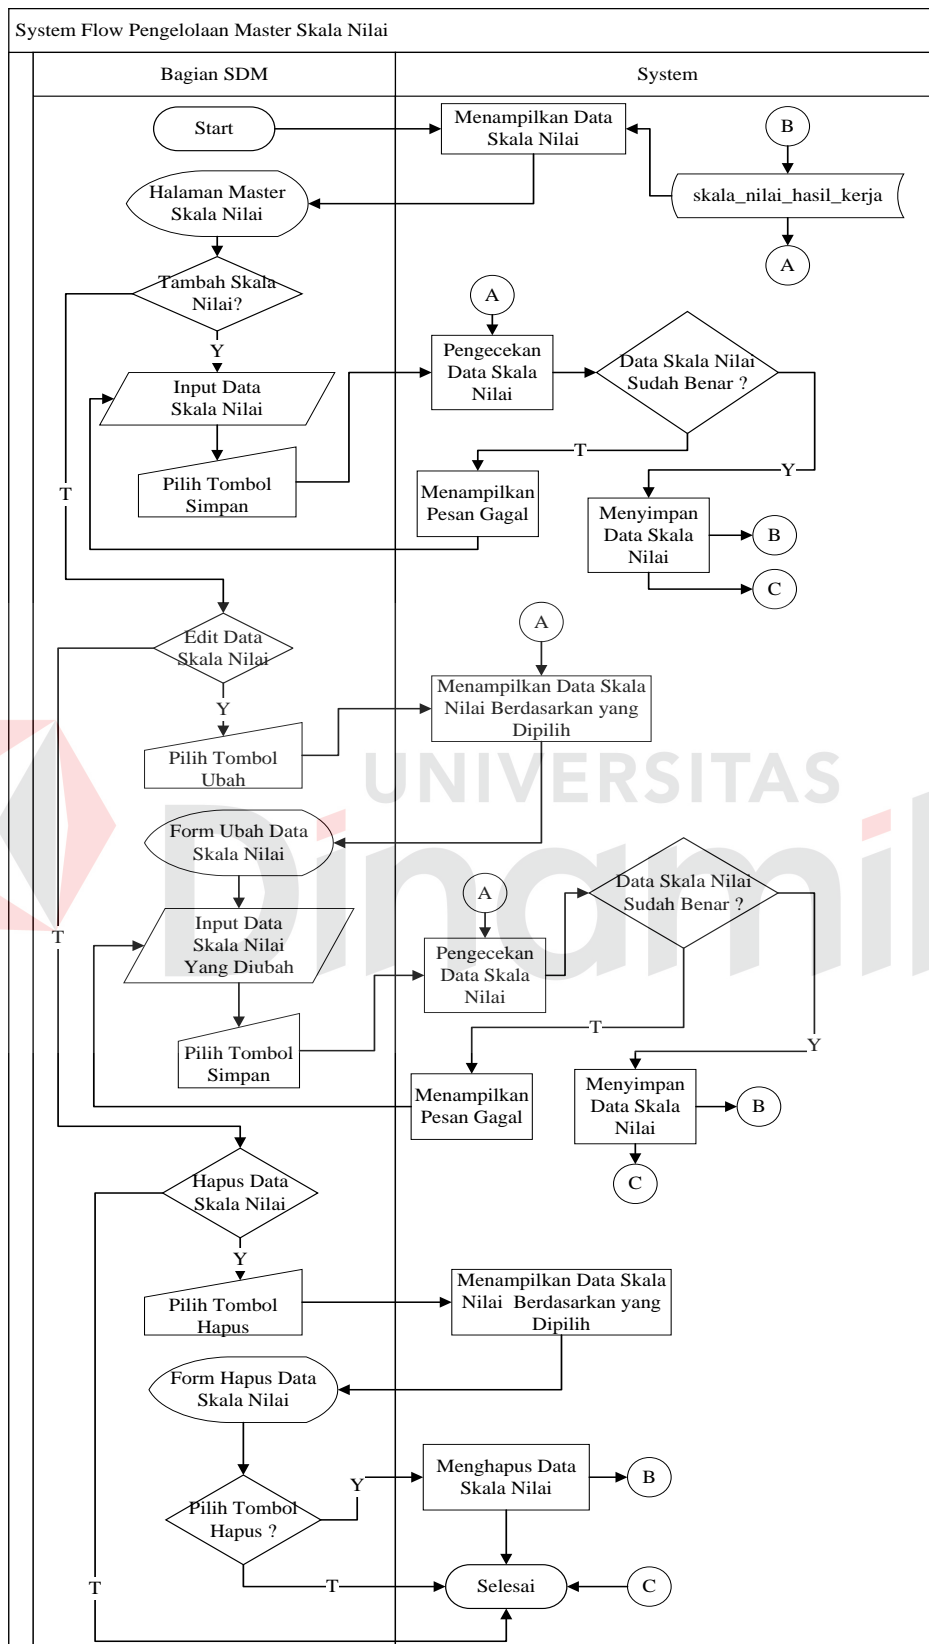 System Flow Pengelolaan Master Skala Nilai
Bagian SDM
System
Start
Menampilkan Data
Skala Nilai
B
skala_nilai_hasil_kerja
A
Halaman Master
Skala Nilai
Tambah Skala
Nilai?
Y
T
Input Data
Skala Nilai
Pilih Tombol
Simpan
A
Pengecekan
Data Skala
Nilai
Data Skala Nilai
Sudah Benar ?
T
Y
Menampilkan
Pesan Gagal
Menyimpan
Data Skala
Nilai
B
C
Edit Data
Skala Nilai
Y
T
Pilih Tombol
Ubah
A
Menampilkan Data Skala
Nilai Berdasarkan yang
Dipilih
UNIVERSITAS
Dinamik
Form Ubah Data
Skala Nilai
Input Data
Skala Nilai
Yang Diubah
Pilih Tombol
Simpan
A
Pengecekan
Data Skala
Nilai
Data Skala Nilai
Sudah Benar ?
T
Y
Menampilkan
Pesan Gagal
Menyimpan
Data Skala
Nilai
B
C
Hapus Data
Skala Nilai
Y
T
Pilih Tombol
Hapus
Menampilkan Data Skala
Nilai Berdasarkan yang
Dipilih
Form Hapus Data
Skala Nilai
Pilih Tombol
Hapus ?
Y
T
Menghapus Data
Skala Nilai
B
Selesai
C